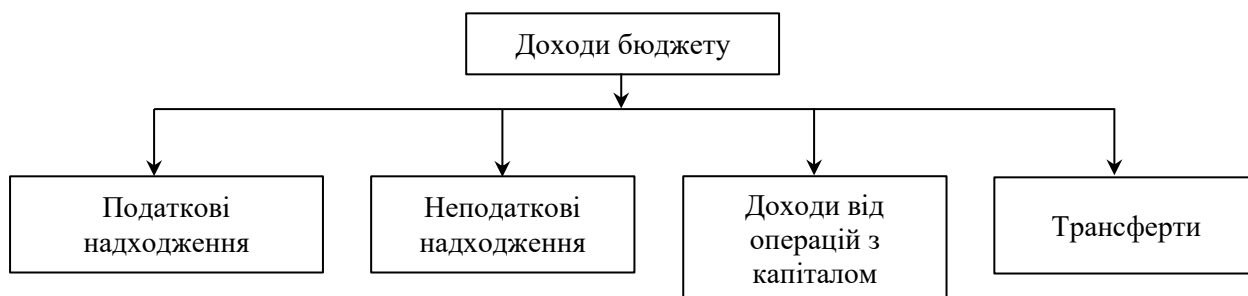 Доходи бюджету
Податкові
надходження
Неподаткові
надходження
Доходи від
операцій з
капіталом
Трансферти